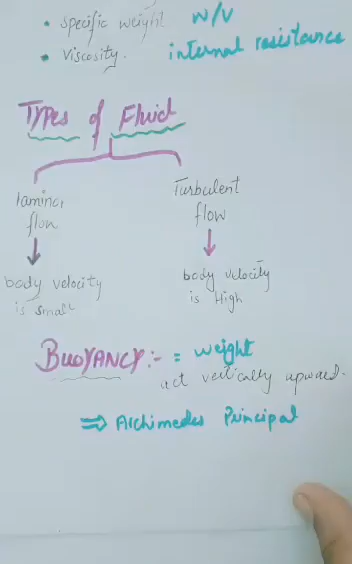 • Specific weight w/v
• Viscosity. internal resistance
Types of Fluid
laminar flow
Turbulent flow
body velocity is small
body velocity is High
BUOYANCY:- = weight
act vertically upward.
⇒ Archimedes Principal